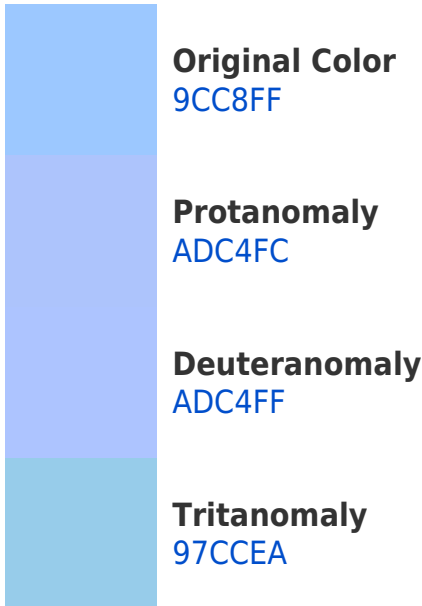 Original Color
9CC8FF
Protanomaly
ADC4FC
Deuteranomaly
ADC4FF
Tritanomaly
97CCEA